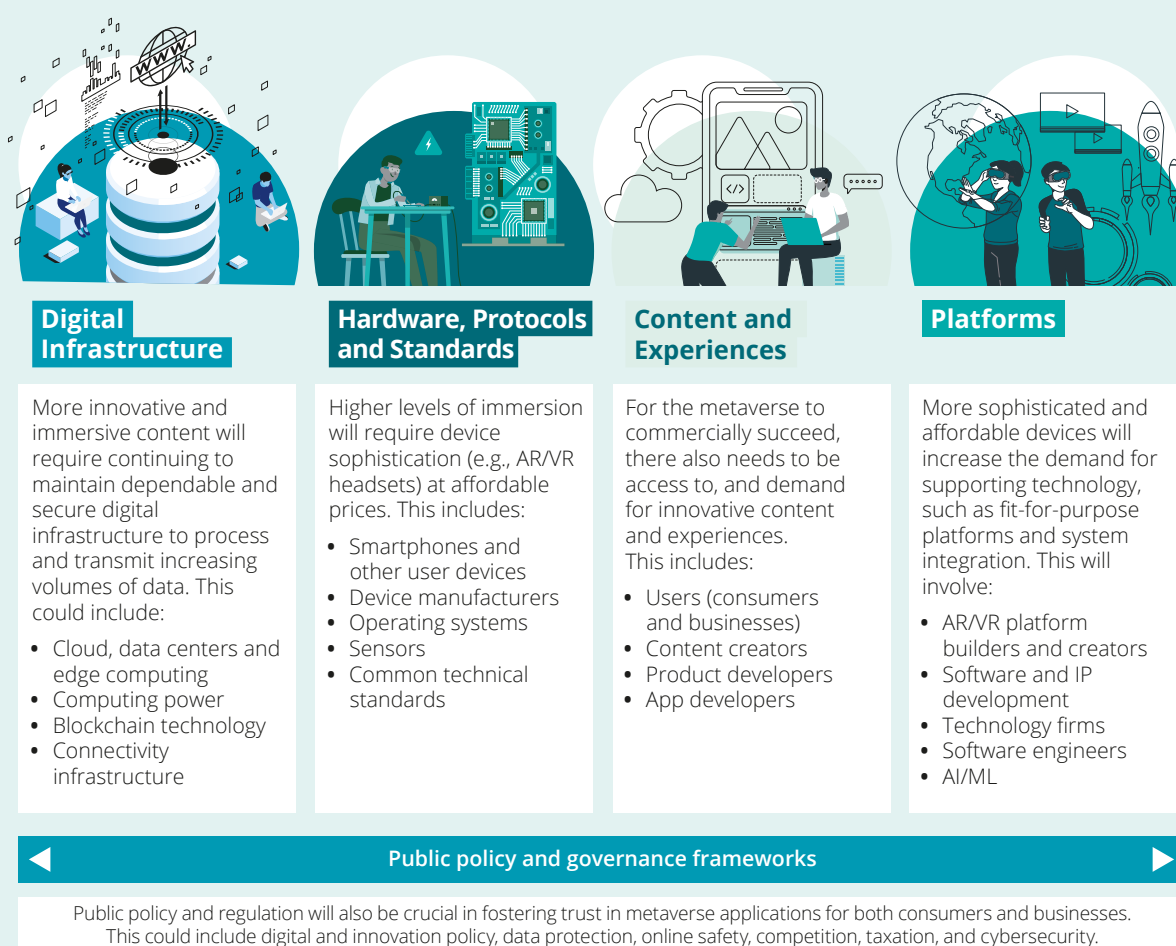 WWW.
</>
Digital
Infrastructure
More innovative and
immersive content will
require continuing to
maintain dependable and
secure digital
infrastructure to process
and transmit increasing
volumes of data. This
could include:
• Cloud, data centers and
edge computing
• Computing power
• Blockchain technology
• Connectivity
infrastructure
Hardware, Protocols
and Standards
Higher levels of immersion
will require device
sophistication (e.g., AR/VR
headsets) at affordable
prices. This includes:
• Smartphones and
other user devices
• Device manufacturers
• Operating systems
• Sensors
• Common technical
standards
Content and
Experiences
For the metaverse to
commercially succeed,
there also needs to be
access to, and demand
for innovative content
and experiences.
This includes:
• Users (consumers
and businesses)
• Content creators
• Product developers
• App developers
Platforms
More sophisticated and
affordable devices will
increase the demand for
supporting technology,
such as fit-for-purpose
platforms and system
integration. This will
involve:
• AR/VR platform
builders and creators
• Software and IP
development
• Technology firms
• Software engineers
• AI/ML
Public policy and governance frameworks
Public policy and regulation will also be crucial in fostering trust in metaverse applications for both consumers and businesses.
This could include digital and innovation policy, data protection, online safety, competition, taxation, and cybersecurity.